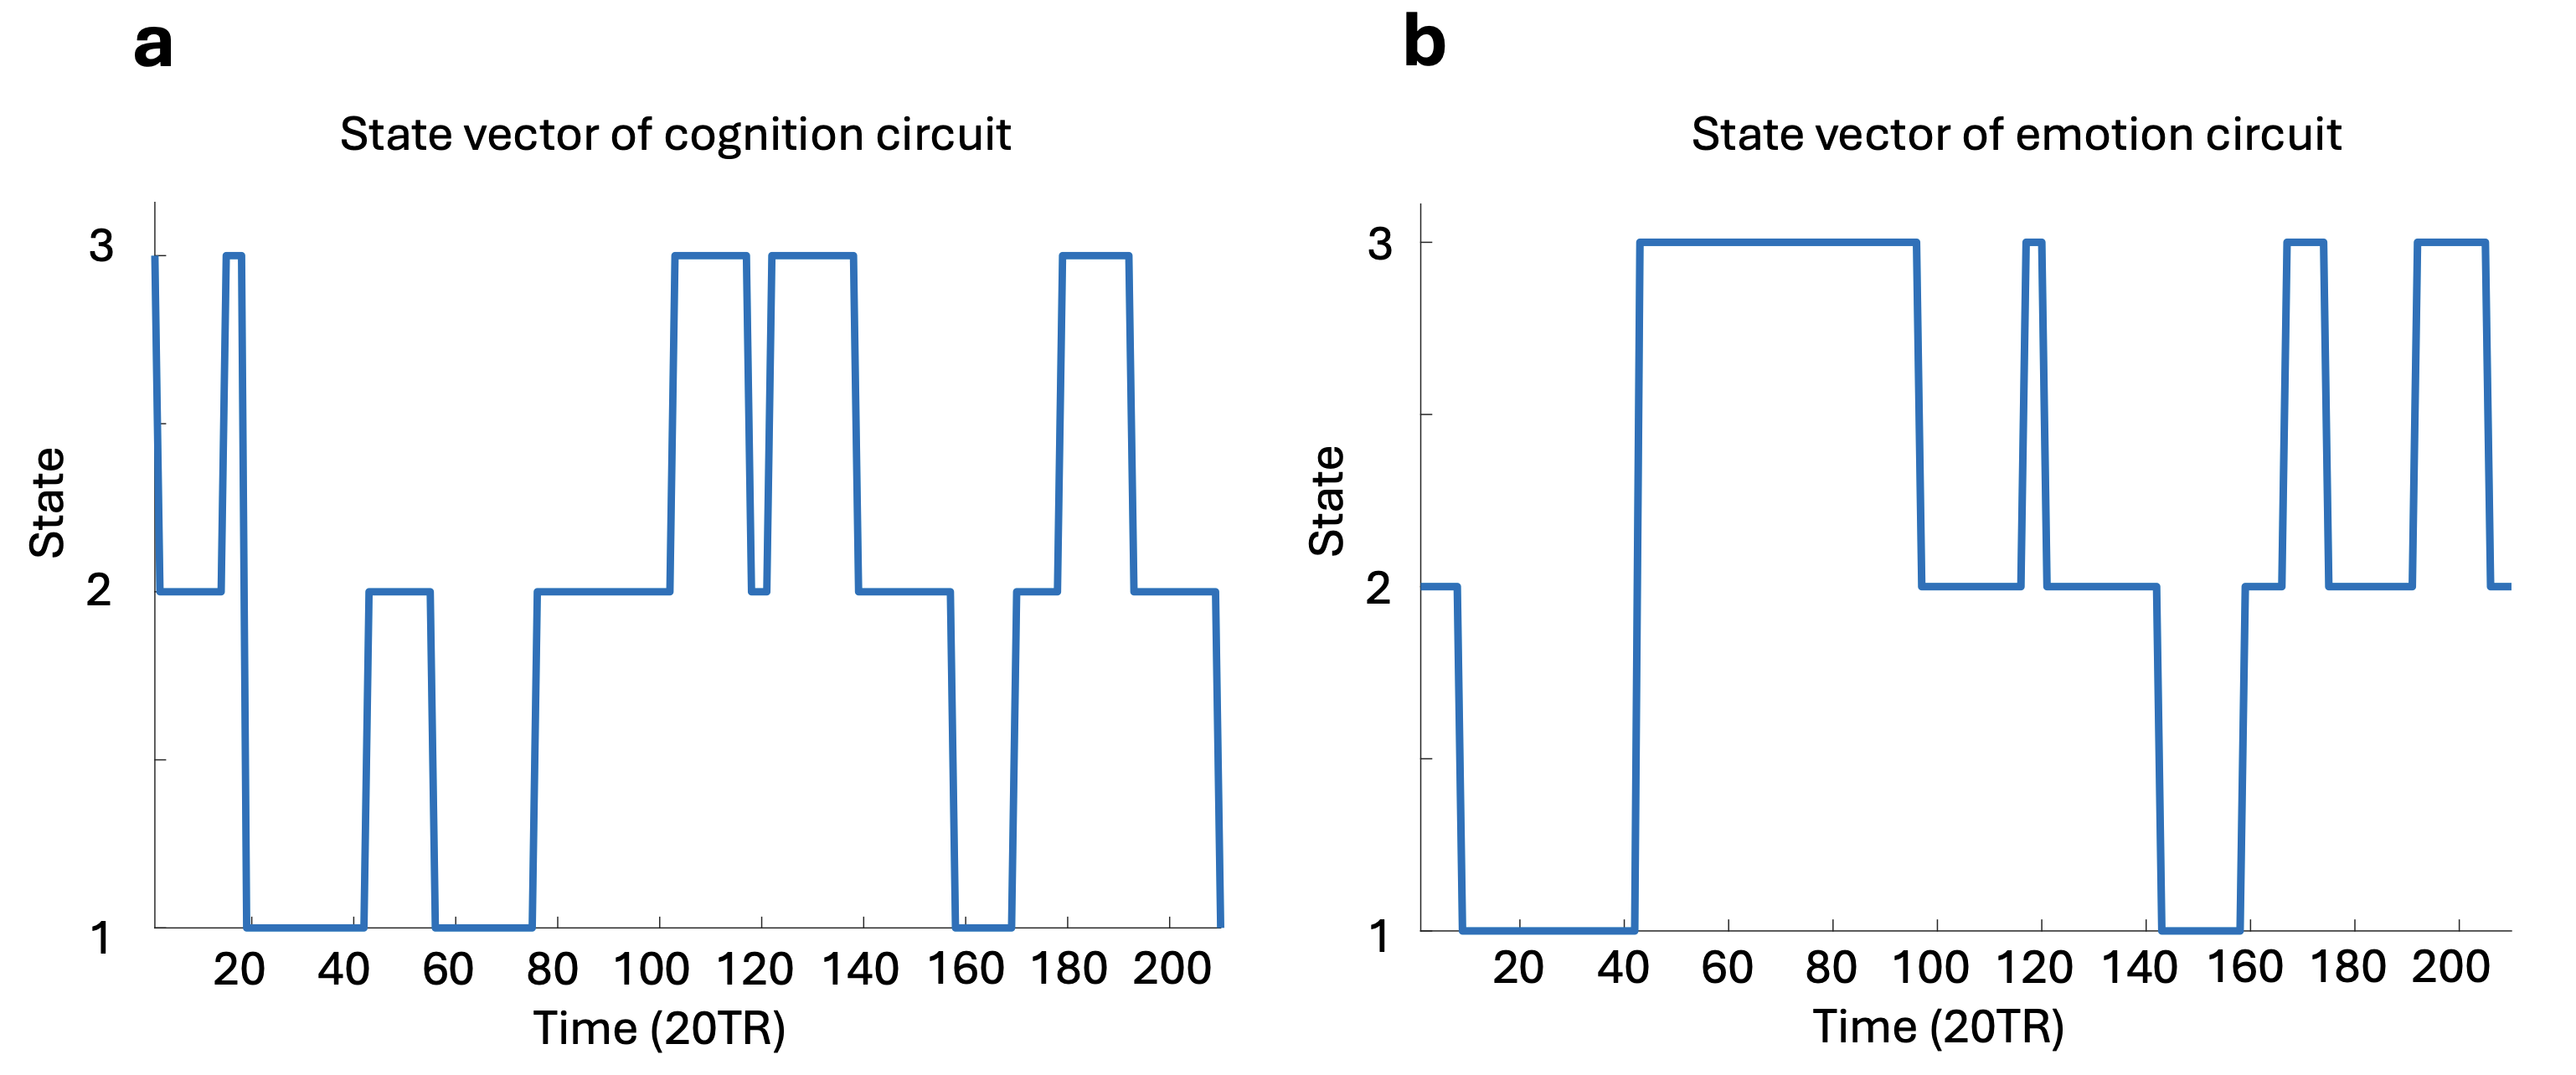 a
State vector of cognition circuit
3
2
1
State
20 40 60 80 100 120 140 160 180 200
Time (20TR)
b
State vector of emotion circuit
3
2
1
State
20 40 60 80 100 120 140 160 180 200
Time (20TR)